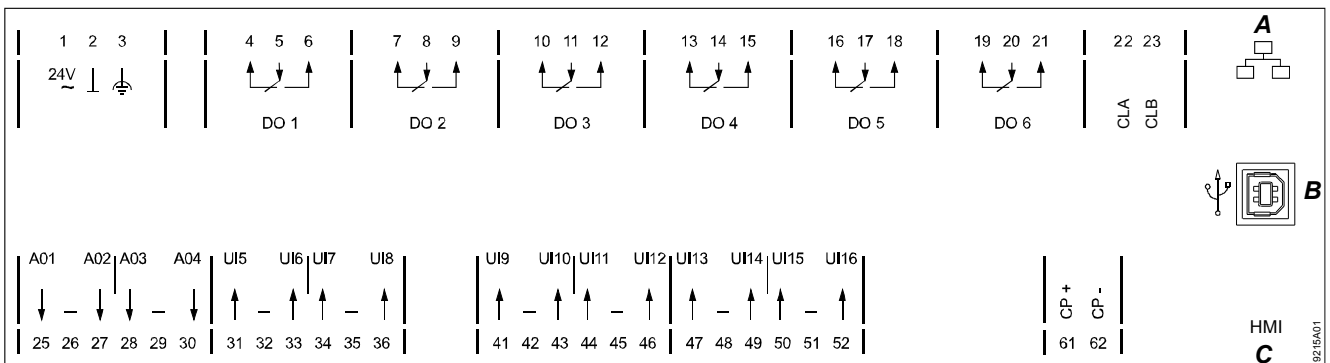 A
1 2 3 4 5 6 7 8 9 10 11 12 13 14 15 16 17 18 19 20 21 22 23
24V
~
DO 1 DO 2 DO 3 DO 4 DO 5 DO 6 CLA CLB
B
A01 A02 A03 A04 UI5 UI6 UI7 UI8 UI9 UI10 UI11 UI12 UI13 UI14 UI15 UI16
– – – – – – – –
CP + CP -
25 26 27 28 29 30 31 32 33 34 35 36 41 42 43 44 45 46 47 48 49 50 51 52 61 62
HMI
C
9215A01